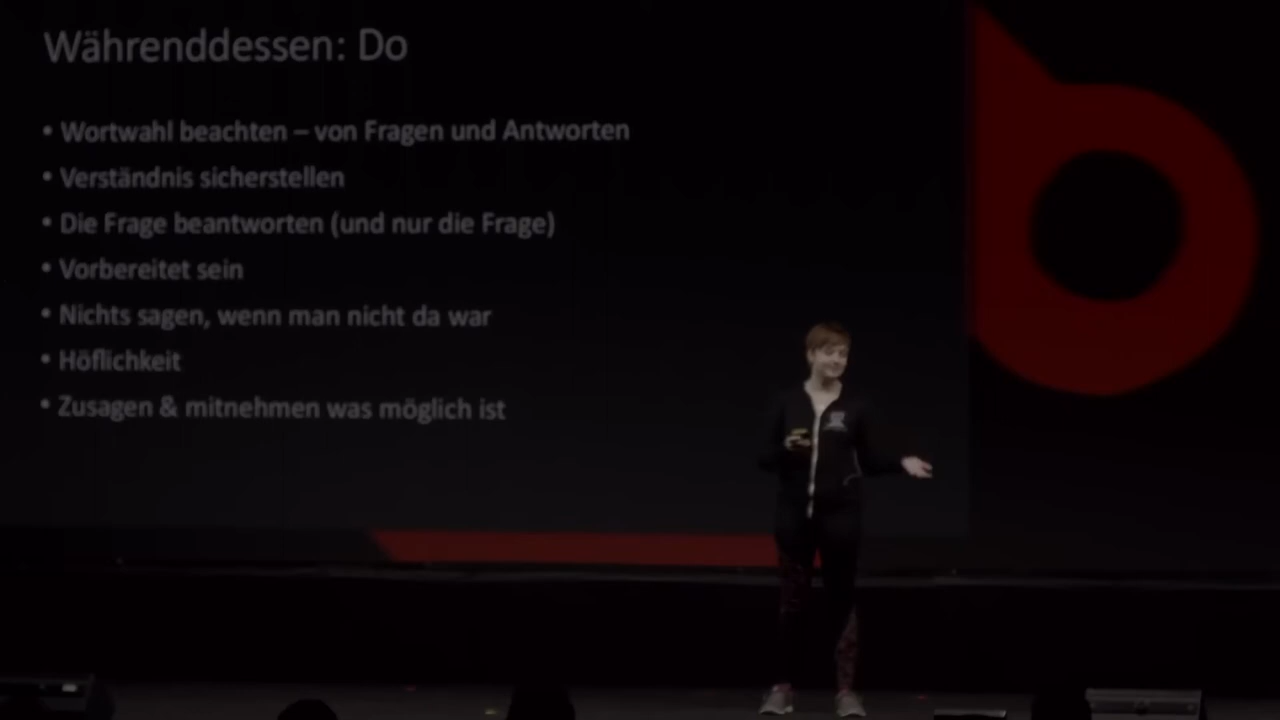 Währenddessen: Do
• Wortwahl beachten – von Fragen und Antworten
• Verständnis sicherstellen
• Die Frage beantworten (und nur die Frage)
• Vorbereitet sein
• Nichts sagen, wenn man nicht da war
• Höflichkeit
• Zusagen & mitnehmen was möglich ist